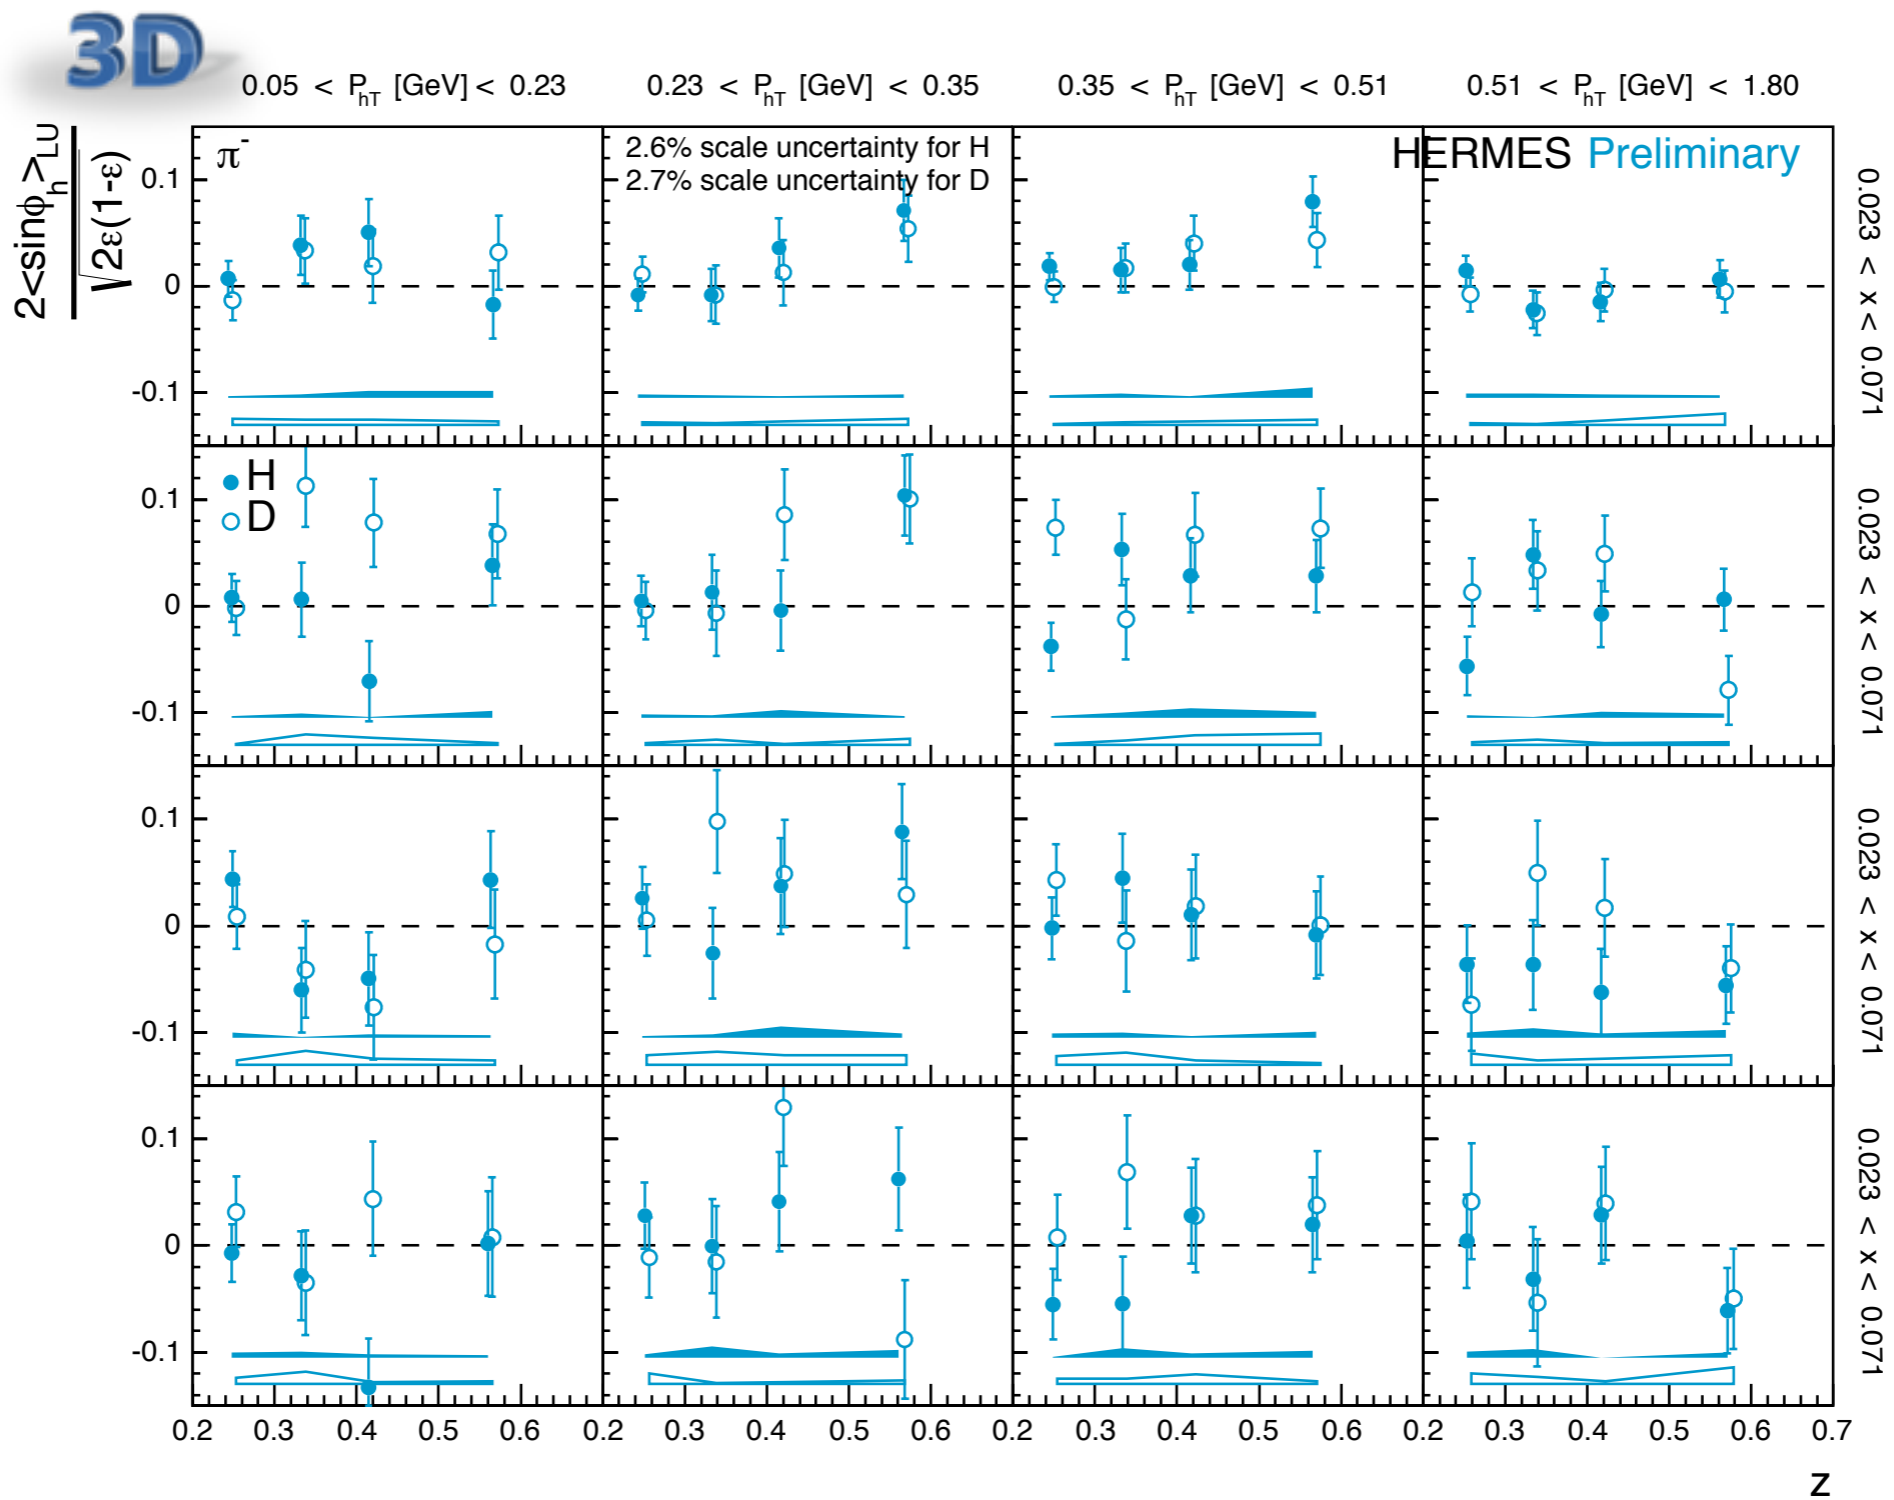 3D
0.05 < PhT [GeV] < 0.23
0.23 < PhT [GeV] < 0.35
0.35 < PhT [GeV] < 0.51
0.51 < PhT [GeV] < 1.80
2<sinϕh>LU
√2ε(1-ε)
π-
2.6% scale uncertainty for H
2.7% scale uncertainty for D
HERMES Preliminary
0.1
0
-0.1
0.023 < x < 0.071
H
D
0.1
0
-0.1
0.023 < x < 0.071
0.1
0
-0.1
0.023 < x < 0.071
0.1
0
-0.1
0.023 < x < 0.071
0.2 0.3 0.4 0.5 0.6 0.2 0.3 0.4 0.5 0.6 0.2 0.3 0.4 0.5 0.6 0.2 0.3 0.4 0.5 0.6 0.7
z